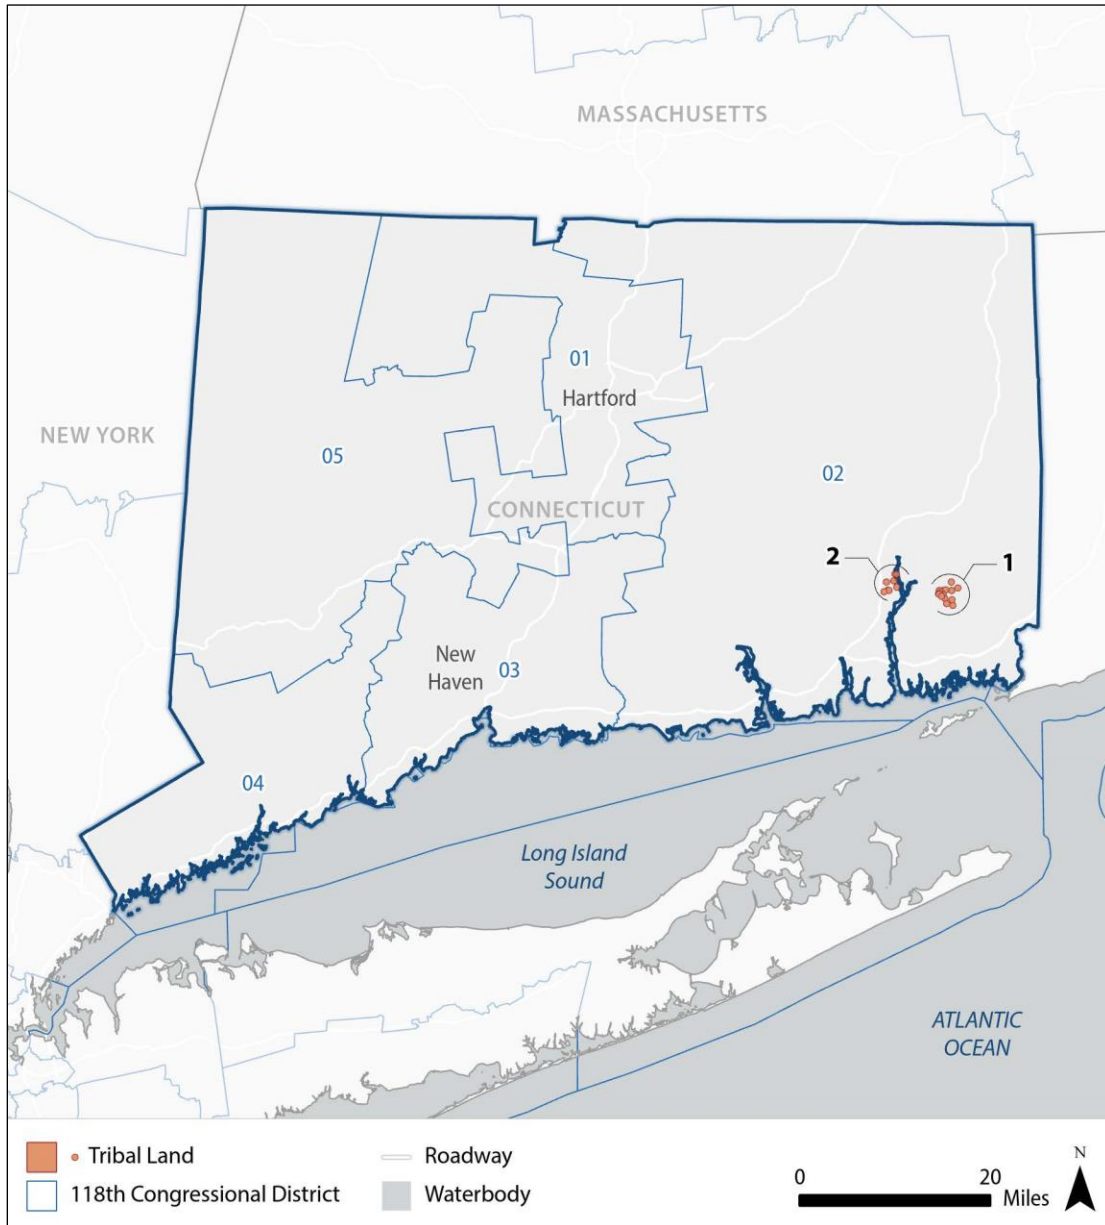 MASSACHUSETTS
01
Hartford
NEW YORK
05
02
CONNECTICUT
2
1
New
Haven
03
04
Long Island
Sound
ATLANTIC
OCEAN
Tribal Land
Roadway
118th Congressional District
Waterbody
0
20
Miles
N